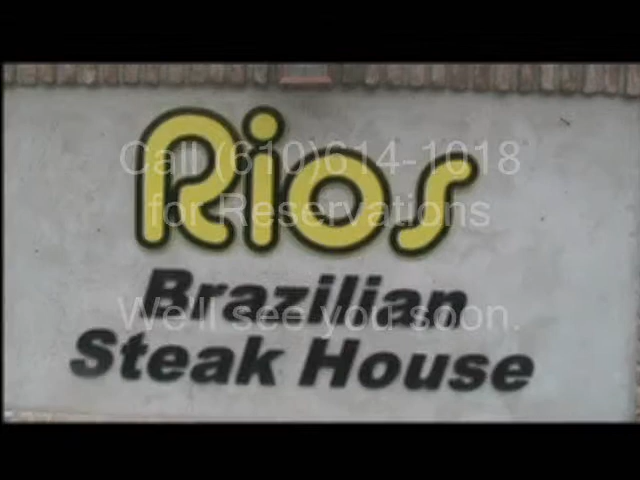 Rios
Call (610)614-1018
for Reservations
Brazilian
We'll see you soon.
Steak House